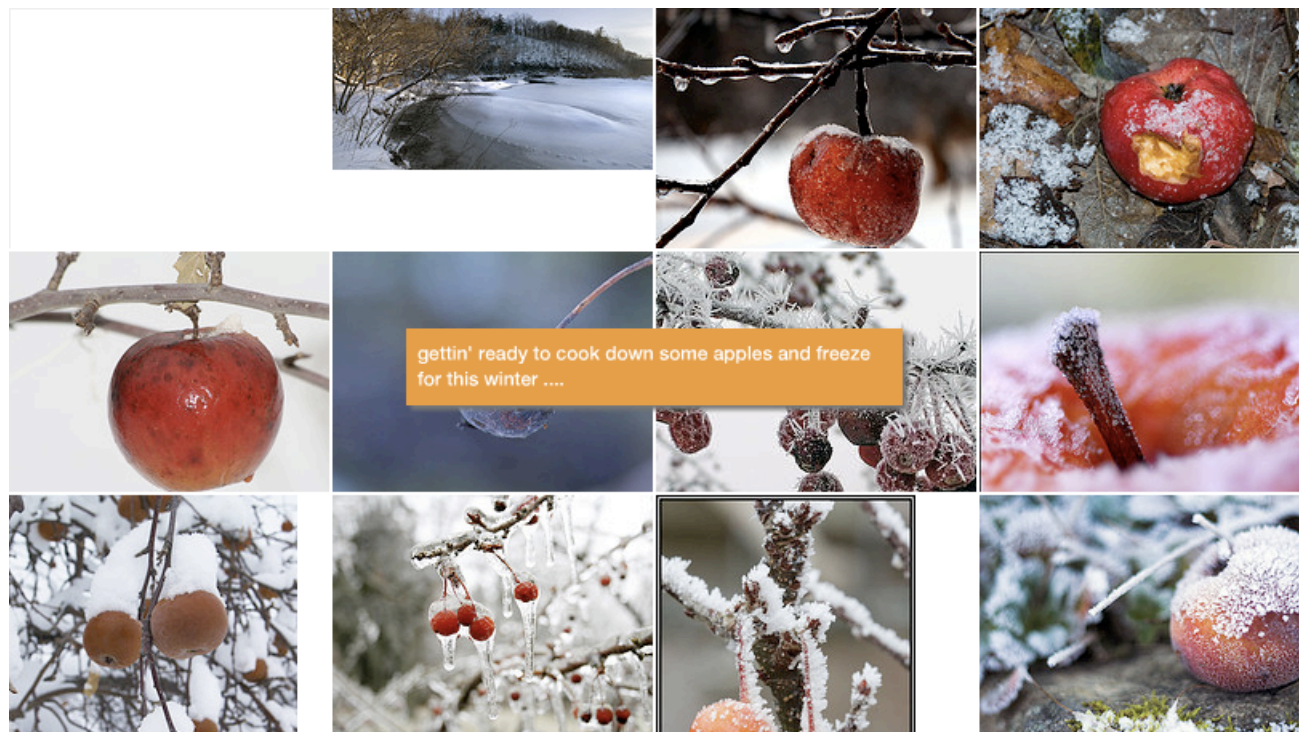 gettin' ready to cook down some apples and freeze
for this winter ....